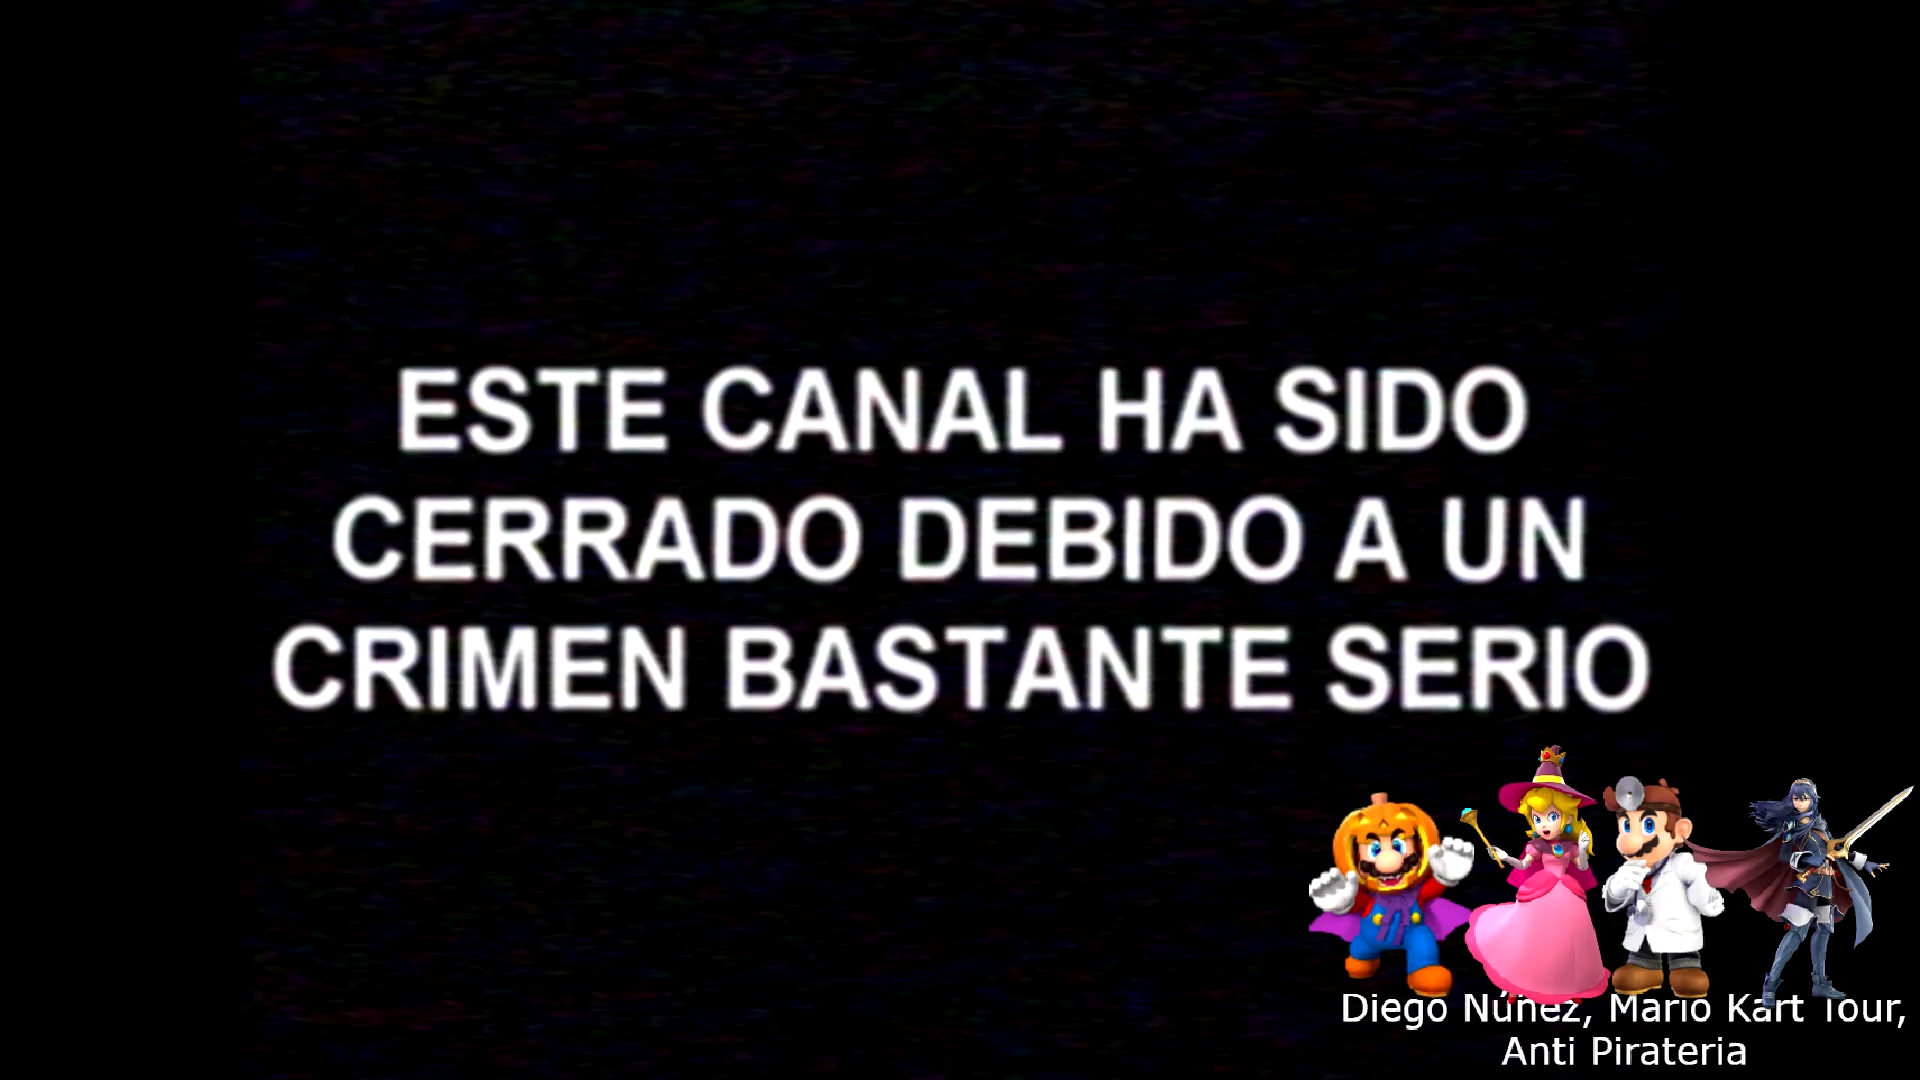 ESTE CANAL HA SIDO
CERRADO DEBIDO A UN
CRIMEN BASTANTE SERIO
Diego Núñez, Mario Kart Tour,
Anti Pirateria